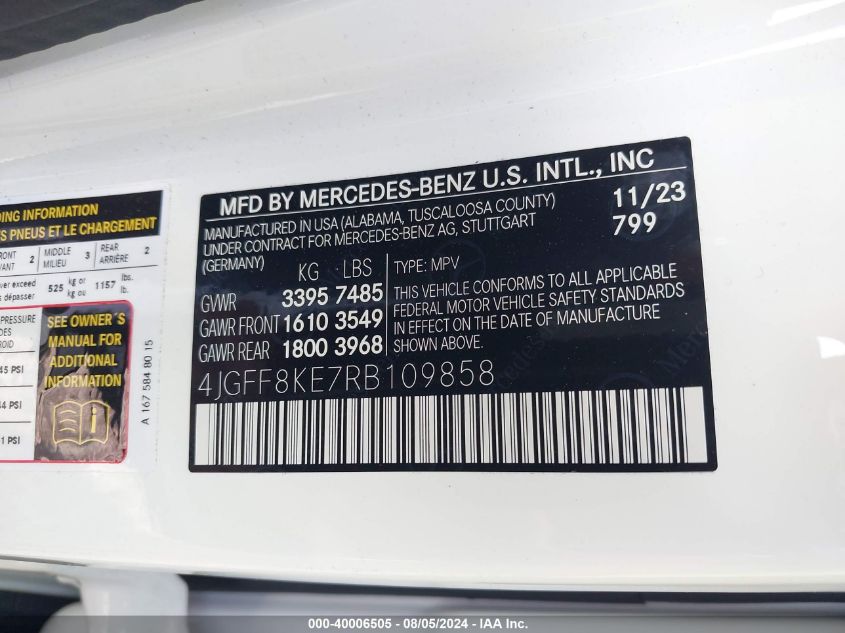 DING INFORMATION
S PNEUS ET LE CHARGEMENT
FRONT 2 MIDDLE 3 REAR 2
VANT MILIEU ARRIÈRE
ver exceed 525 kg or 1157 lbs.
s dépasser kg ou lb.
PRESSURE
DES
ROID
45 PSI
44 PSI
1 PSI
SEE OWNER'S
MANUAL FOR
ADDITIONAL
INFORMATION
A 167 584 80 15
MFD BY MERCEDES-BENZ U.S. INTL., INC
MANUFACTURED IN USA (ALABAMA, TUSCALOOSA COUNTY) 11/23
UNDER CONTRACT FOR MERCEDES-BENZ AG, STUTTGART 799
(GERMANY)
KG LBS TYPE: MPV
GVWR 3395 7485
GAWR FRONT 1610 3549
GAWR REAR 1800 3968
THIS VEHICLE CONFORMS TO ALL APPLICABLE
FEDERAL MOTOR VEHICLE SAFETY STANDARDS
IN EFFECT ON THE DATE OF MANUFACTURE
SHOWN ABOVE.
4JGFF8KE7RB109858
000-40006505 - 08/05/2024 - IAA Inc.